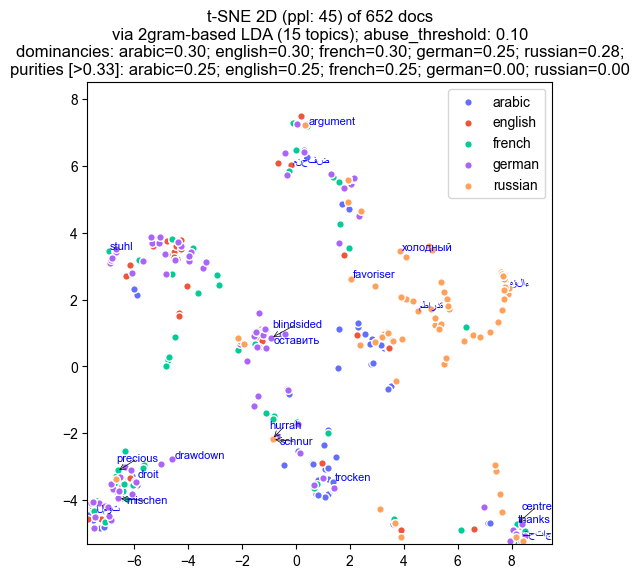 t-SNE 2D (ppl: 45) of 652 docs
via 2gram-based LDA (15 topics); abuse_threshold: 0.10
dominancies: arabic=0.30; english=0.30; french=0.30; german=0.25; russian=0.28;
purities [>0.33]: arabic=0.25; english=0.25; french=0.25; german=0.00; russian=0.00
arabic
english
french
german
russian
8
6
4
2
0
−2
−4
argument
stuhl
холодный
favoriser
blindsided
оставить
hurrah
schnur
precious
drawdown
droit
mischen
trocken
centre
thanks
−6
−4
−2
0
2
4
6
8